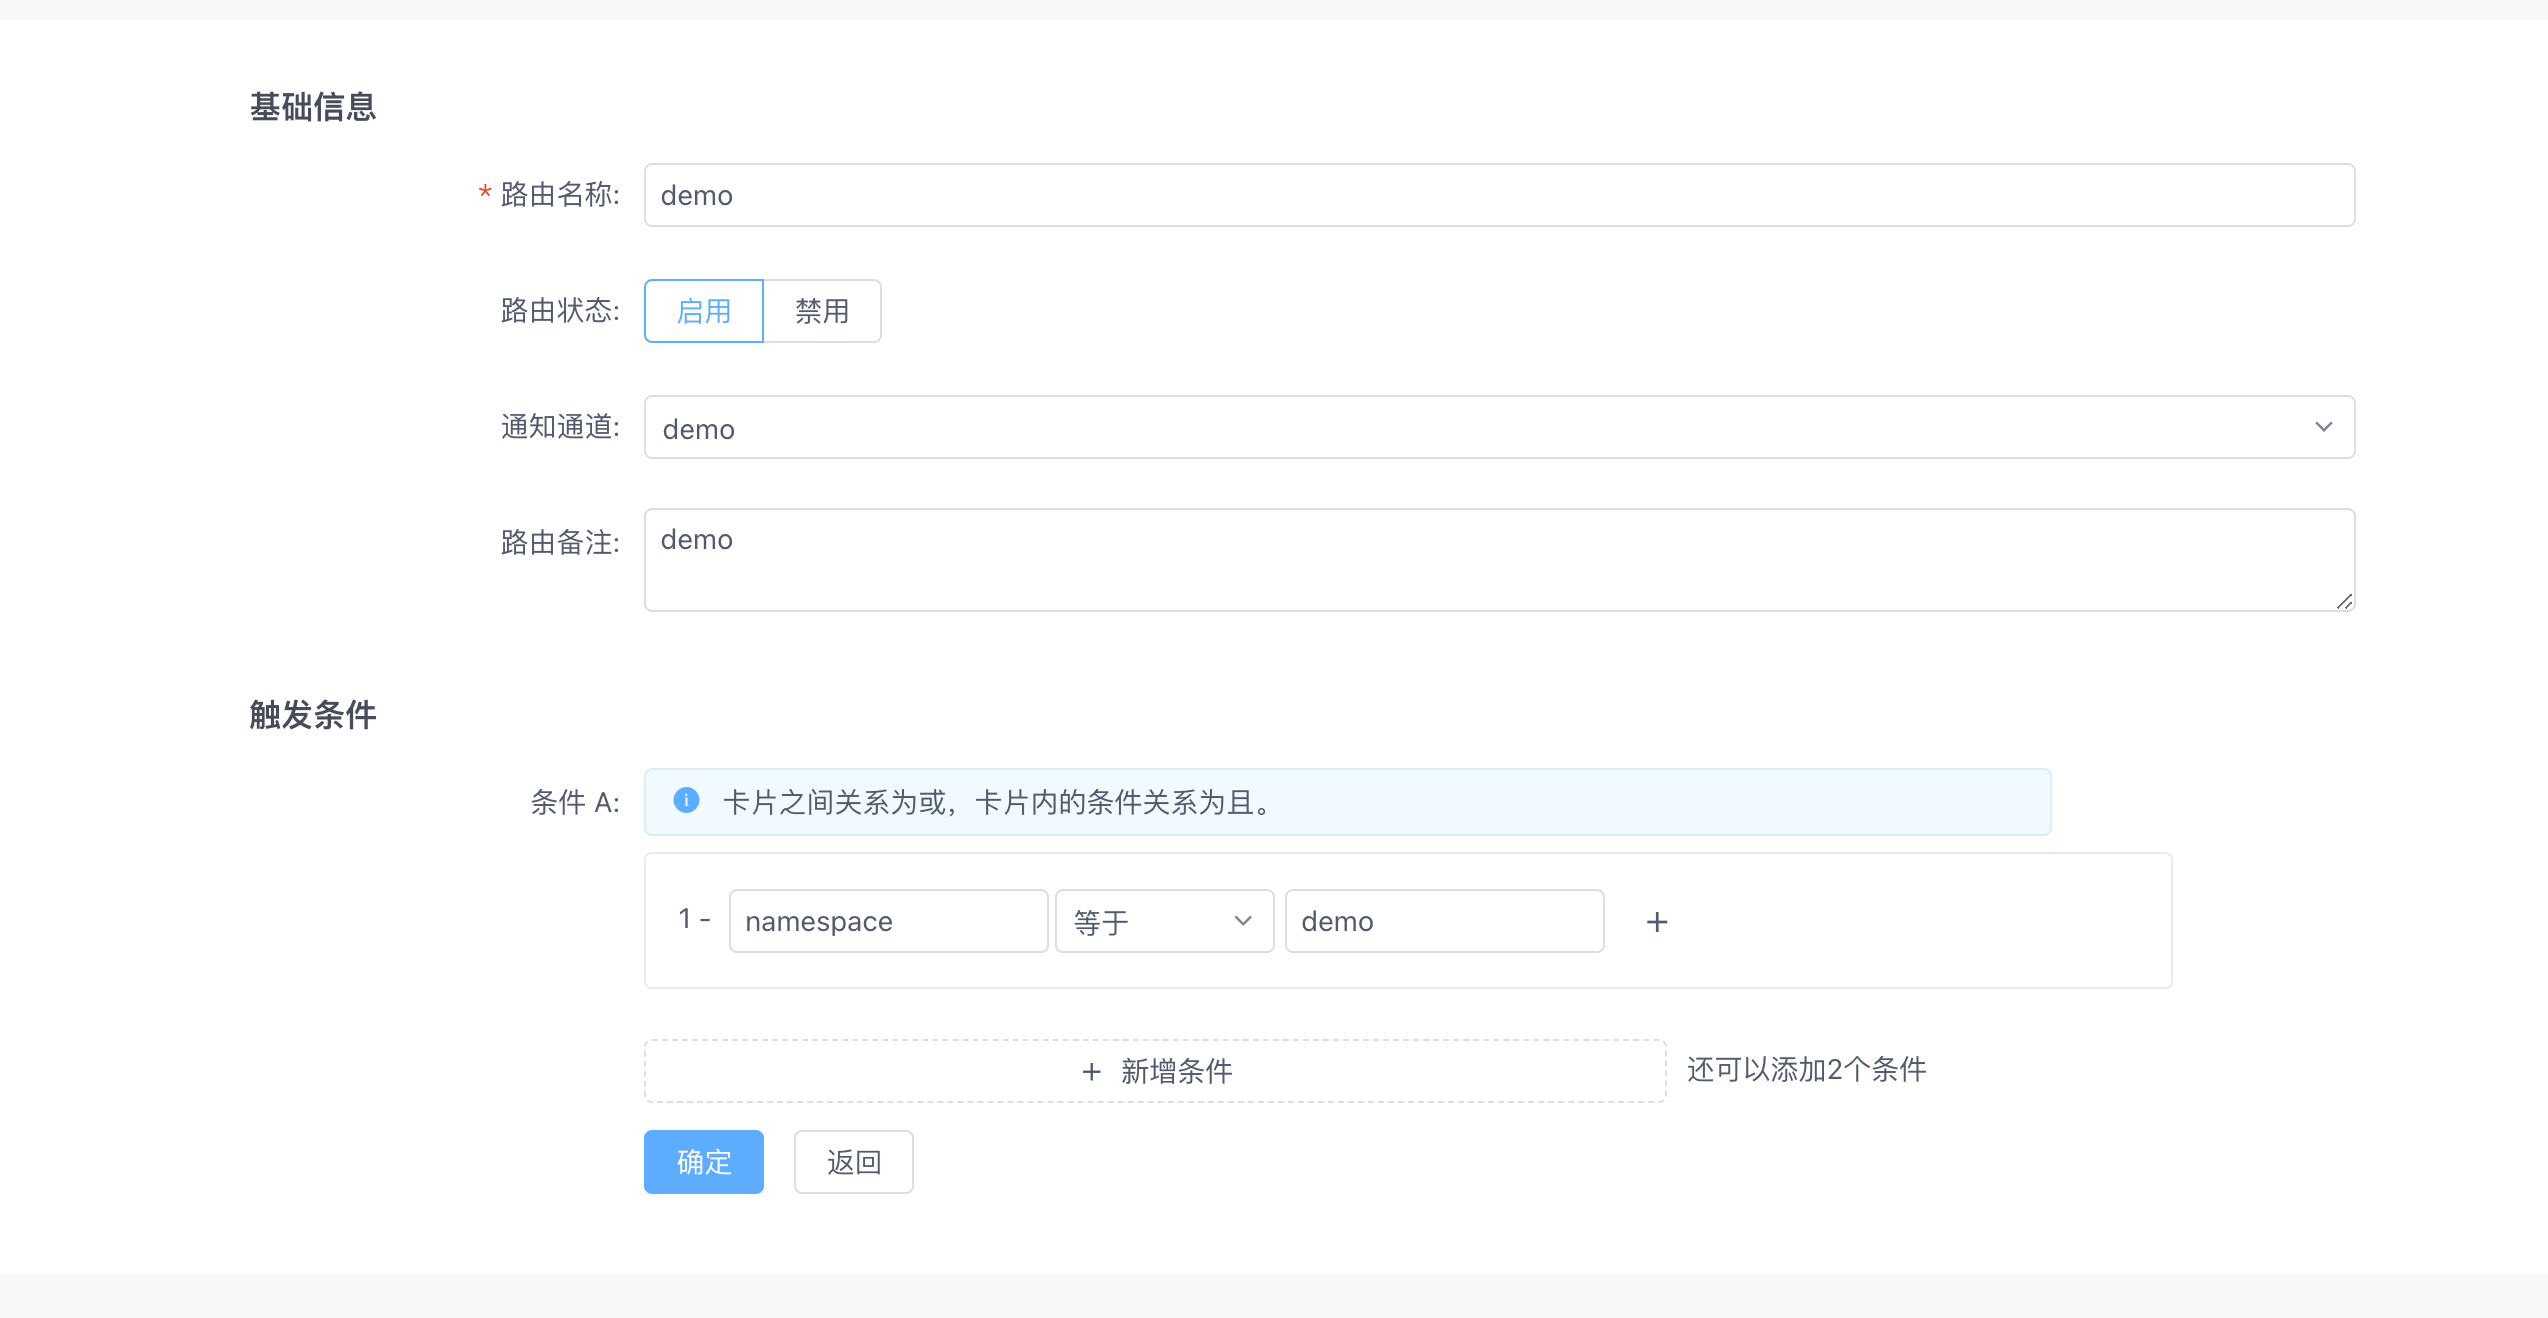 基础信息
* 路由名称: demo
路由状态: 启用 禁用
通知通道: demo
路由备注: demo
触发条件
条件 A: 卡片之间关系为或，卡片内的条件关系为且。
1 - namespace 等于 demo +
+ 新增条件 还可以添加2个条件
确定 返回